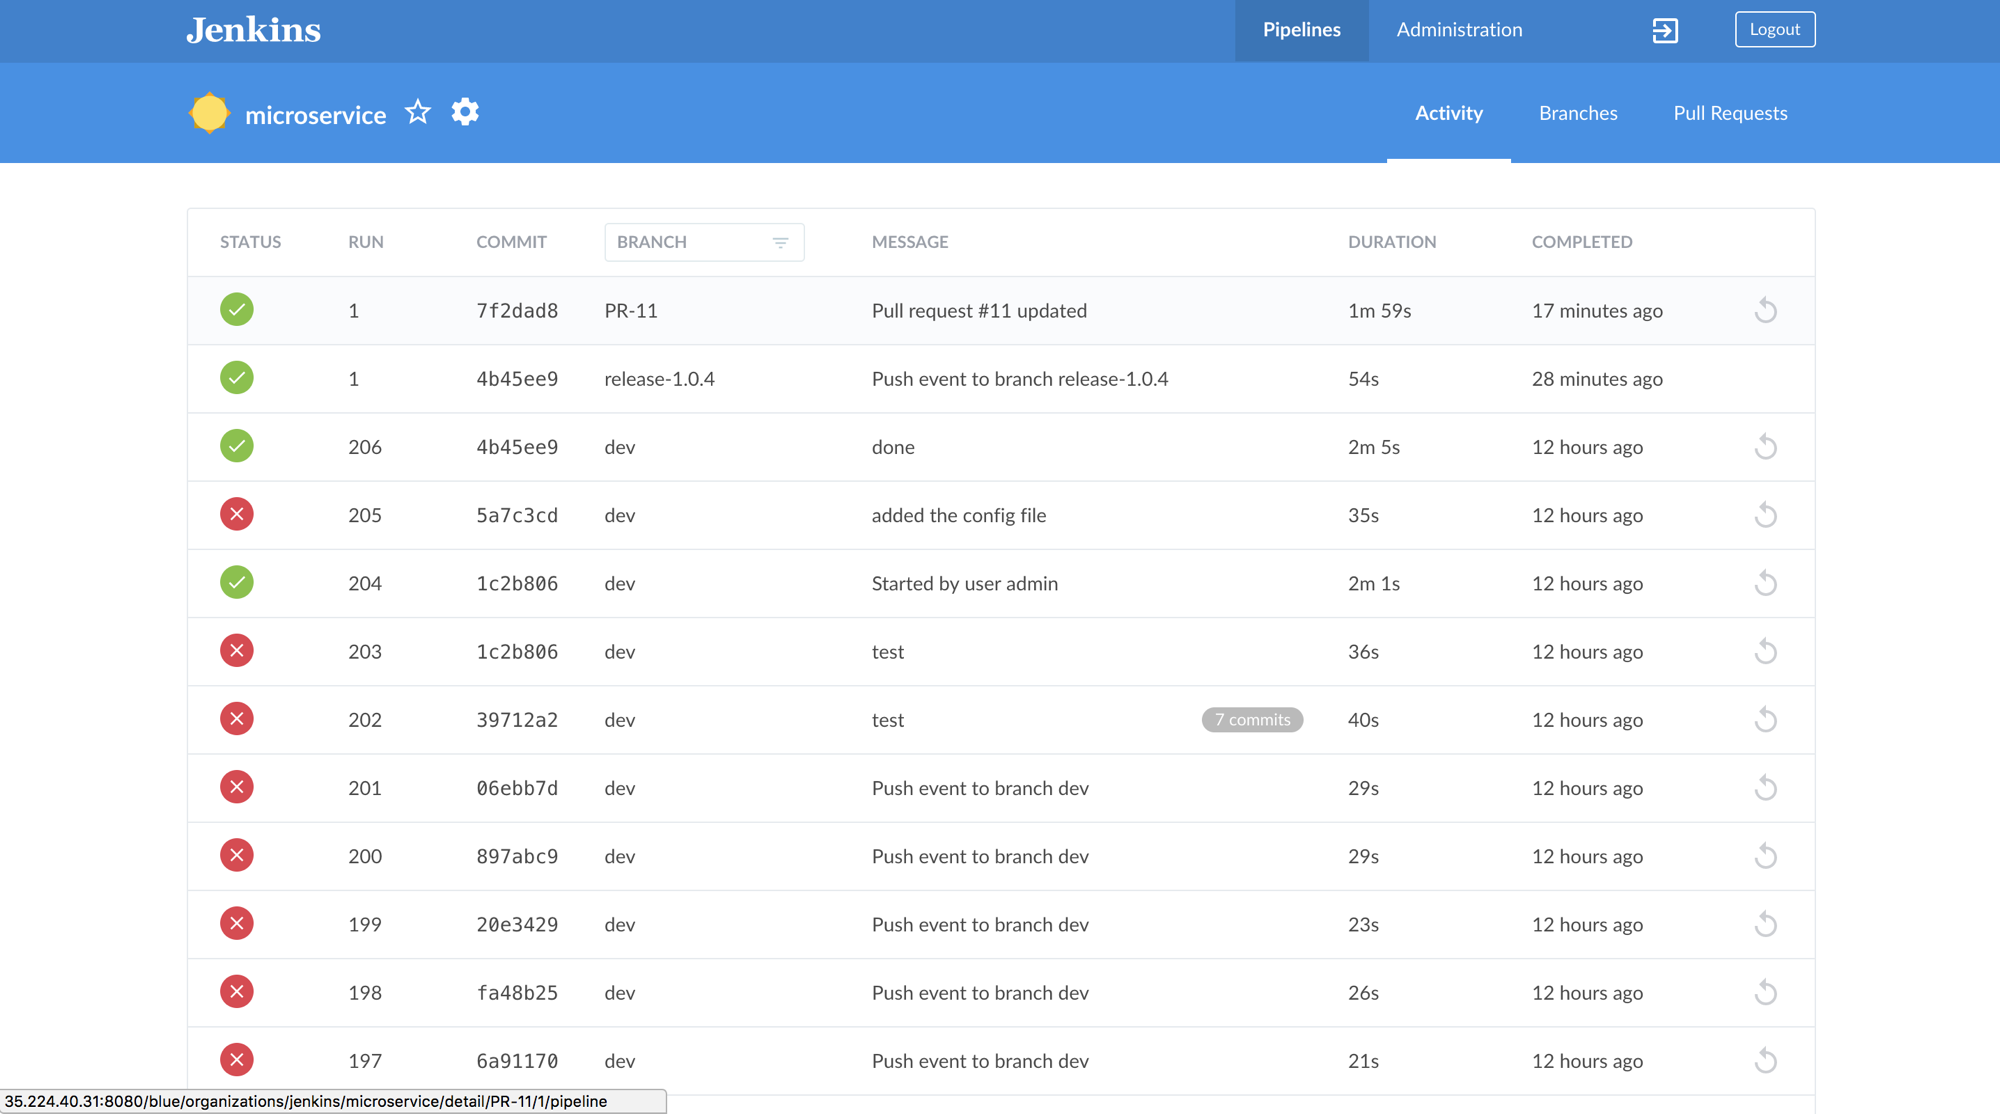 Jenkins Pipelines Administration Logout
microservice Activity Branches Pull Requests
STATUS RUN COMMIT BRANCH MESSAGE DURATION COMPLETED
1 7f2dad8 PR-11 Pull request #11 updated 1m 59s 17 minutes ago
1 4b45ee9 release-1.0.4 Push event to branch release-1.0.4 54s 28 minutes ago
206 4b45ee9 dev done 2m 5s 12 hours ago
205 5a7c3cd dev added the config file 35s 12 hours ago
204 1c2b806 dev Started by user admin 2m 1s 12 hours ago
203 1c2b806 dev test 36s 12 hours ago
202 39712a2 dev test 7 commits 40s 12 hours ago
201 06ebb7d dev Push event to branch dev 29s 12 hours ago
200 897abc9 dev Push event to branch dev 29s 12 hours ago
199 20e3429 dev Push event to branch dev 23s 12 hours ago
198 fa48b25 dev Push event to branch dev 26s 12 hours ago
197 6a91170 dev Push event to branch dev 21s 12 hours ago
35.224.40.31:8080/blue/organizations/jenkins/microservice/detail/PR-11/1/pipeline